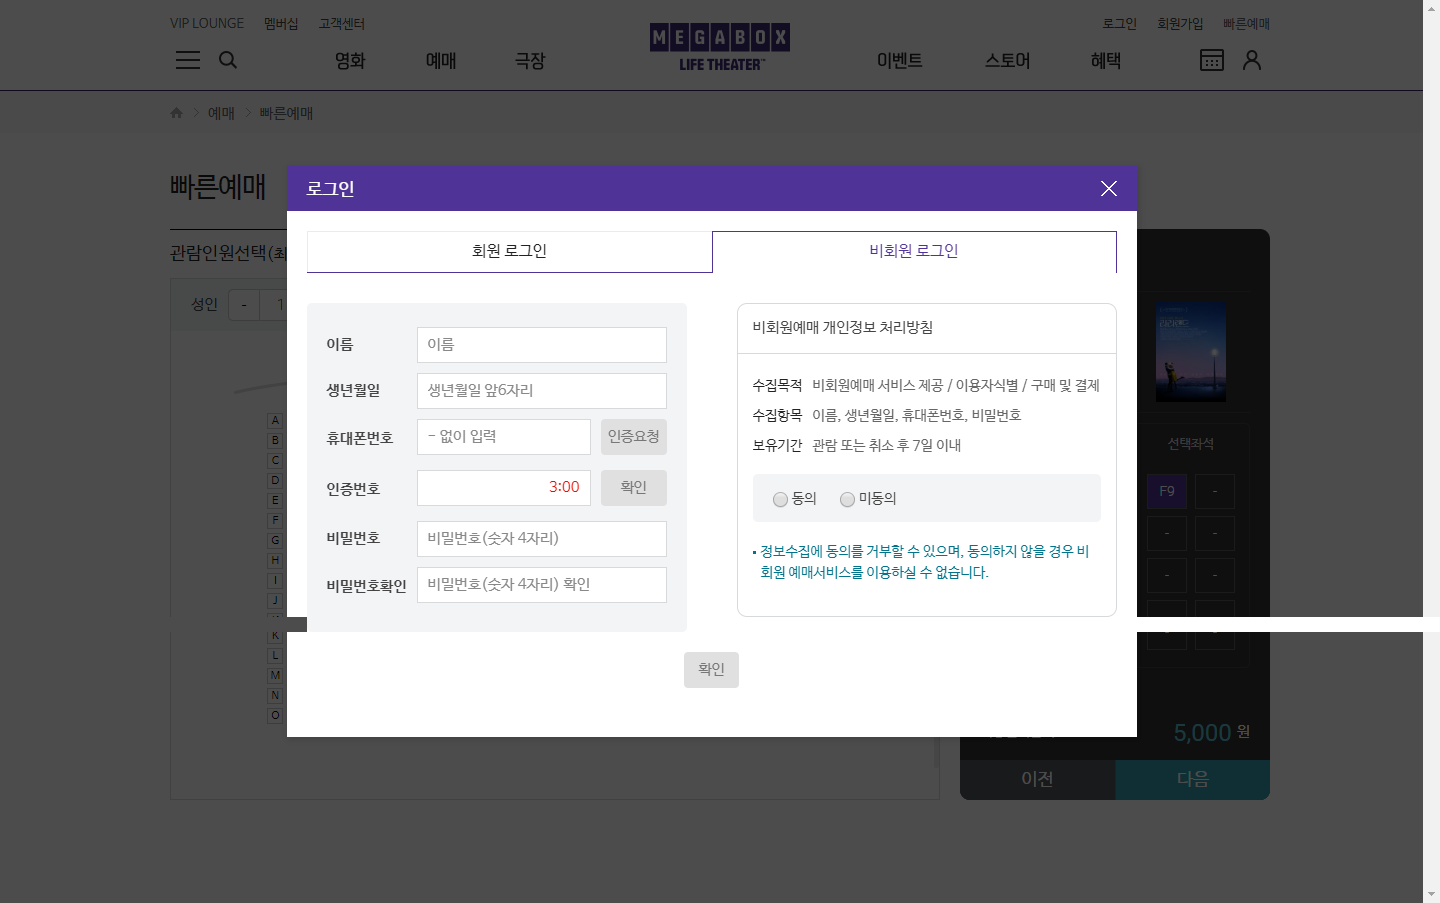 VIP LOUNGE 멤버십 고객센터
로그인 회원가입 빠른예매
MEGABOX
LIFE THEATER™
영화 예매 극장 이벤트 스토어 혜택
예매 빠른예매
빠른예매
관람인원선택(최
성인 - 1
로그인
회원 로그인
비회원 로그인
이름 이름
생년월일 생년월일 앞6자리
휴대폰번호 - 없이 입력 인증요청
인증번호 3:00 확인
비밀번호 비밀번호(숫자 4자리)
비밀번호확인 비밀번호(숫자 4자리) 확인
비회원예매 개인정보 처리방침
수집목적 비회원예매 서비스 제공 / 이용자식별 / 구매 및 결제
수집항목 이름, 생년월일, 휴대폰번호, 비밀번호
보유기간 관람 또는 취소 후 7일 이내
동의 미동의
정보수집에 동의를 거부할 수 있으며, 동의하지 않을 경우 비
회원 예매서비스를 이용하실 수 없습니다.
확인
A
B
C
D
E
F
G
H
I
J
K
L
M
N
O
선택좌석
F9 -
- -
- -
- -
5,000 원
이전 다음